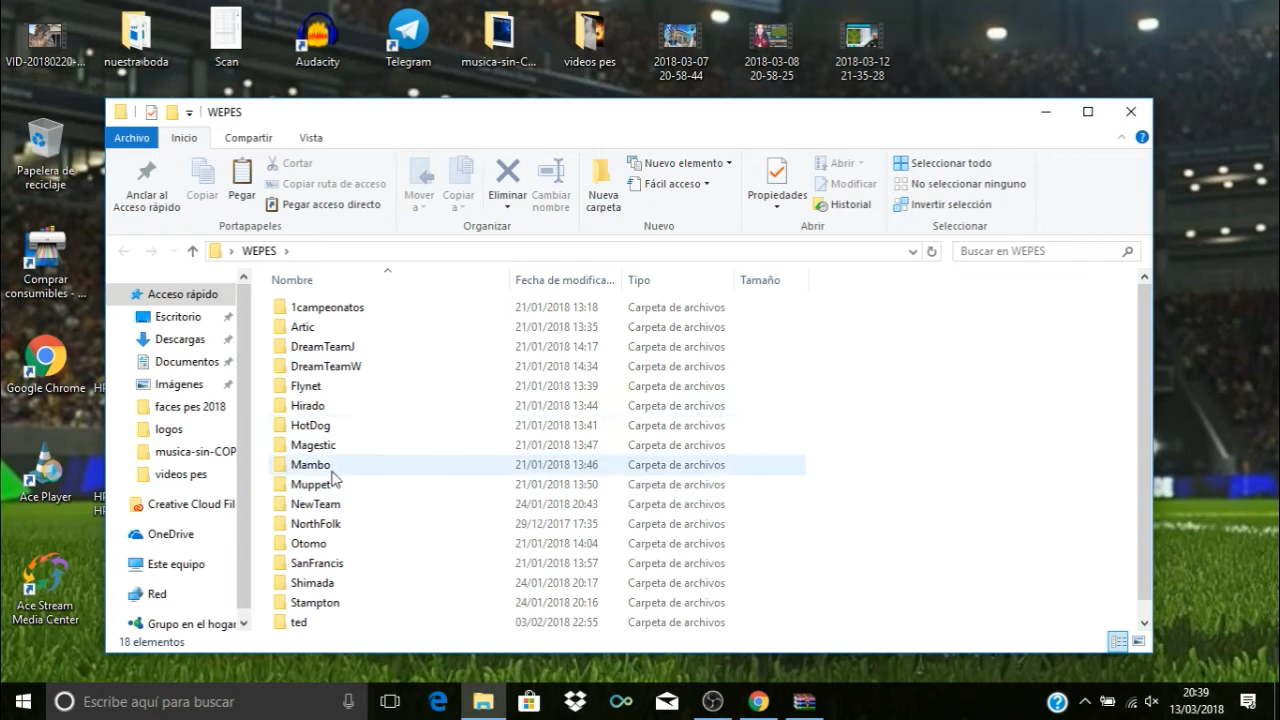 VID-20180220-...
nuestra boda
Scan
Audacity
Telegram
musica-sin-C...
videos pes
2018-03-07
20-58-44
2018-03-08
20-58-25
2018-03-12
21-35-28
Papelera de
reciclaje
Comprar
consumibles - ...
Google Chrome
HP
Ace Player
HP
HP
Ace Stream
Media Center
WEPES
Archivo Inicio Compartir Vista
Anclar al
Acceso rápido
Copiar
Pegar
Cortar
Copiar ruta de acceso
Pegar acceso directo
Portapapeles
Mover
a
Copiar
a
Eliminar
Cambiar
nombre
Organizar
Nueva
carpeta
Nuevo elemento
Fácil acceso
Nuevo
Propiedades
Abrir
Modificar
Historial
Abrir
Seleccionar todo
No seleccionar ninguno
Invertir selección
Seleccionar
WEPES
Buscar en WEPES
Acceso rápido
Escritorio
Descargas
Documentos
Imágenes
faces pes 2018
logos
musica-sin-COP
videos pes
Creative Cloud Fil
OneDrive
Este equipo
Red
Grupo en el hogar
Nombre Fecha de modifica... Tipo Tamaño
1campeonatos 21/01/2018 13:18 Carpeta de archivos
Artic 21/01/2018 13:35 Carpeta de archivos
DreamTeamJ 21/01/2018 14:17 Carpeta de archivos
DreamTeamW 21/01/2018 14:34 Carpeta de archivos
Flynet 21/01/2018 13:39 Carpeta de archivos
Hirado 21/01/2018 13:44 Carpeta de archivos
HotDog 21/01/2018 13:41 Carpeta de archivos
Magestic 21/01/2018 13:47 Carpeta de archivos
Mambo 21/01/2018 13:46 Carpeta de archivos
Muppet 21/01/2018 13:50 Carpeta de archivos
NewTeam 24/01/2018 20:43 Carpeta de archivos
NorthFolk 29/12/2017 17:35 Carpeta de archivos
Otomo 21/01/2018 14:04 Carpeta de archivos
SanFrancis 21/01/2018 13:57 Carpeta de archivos
Shimada 24/01/2018 20:17 Carpeta de archivos
Stampton 24/01/2018 20:16 Carpeta de archivos
ted 03/02/2018 22:55 Carpeta de archivos
18 elementos
Escribe aquí para buscar
20:39
13/03/2018